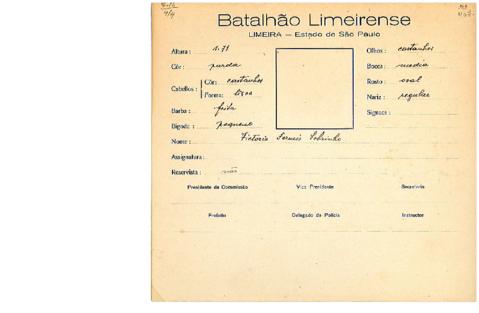 Batalhão Limeirense
LIMEIRA — Estado de São Paulo
Altura : 1.71
Côr : parda
Cabellos : Côr: castanhos
Forma: lisos
Barba : feita
Bigode : pequeno
Nome : Sobrinho
Assignatura :
Reservista : não
Olhos : castanhos
Bocca : media
Rosto : oval
Nariz : regular
Signaes :
Presidente da Commissão Vice Presidente Secretario
Prefeito Delegado de Policia Instructor